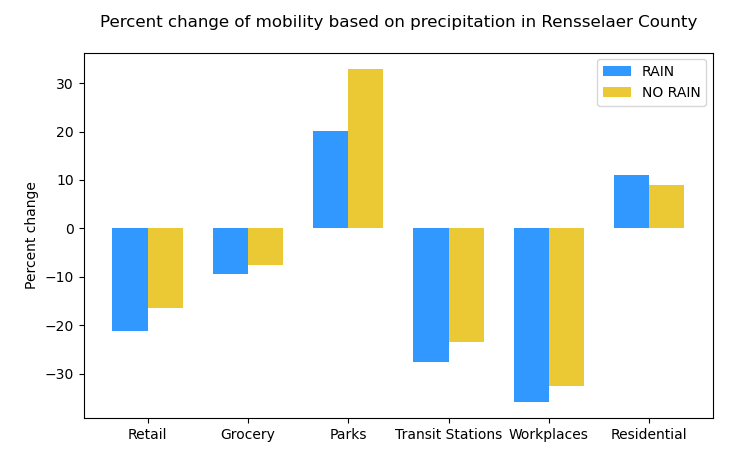 Percent change of mobility based on precipitation in Rensselaer County
RAIN
NO RAIN
Percent change
30
20
10
0
−10
−20
−30
Retail Grocery Parks Transit Stations Workplaces Residential